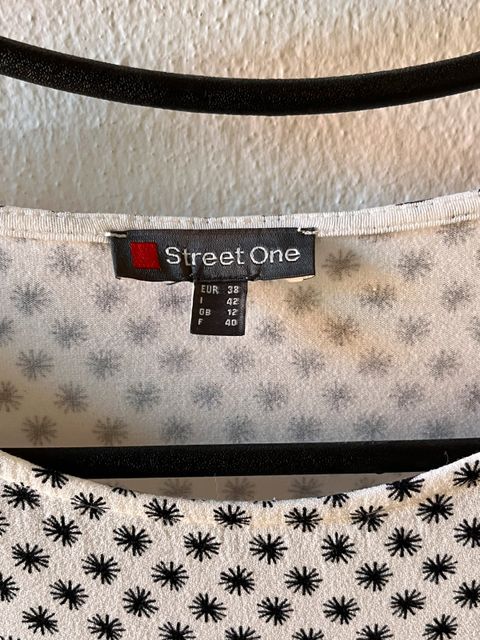 Street One
EUR 38
I 42
GB 12
F 40